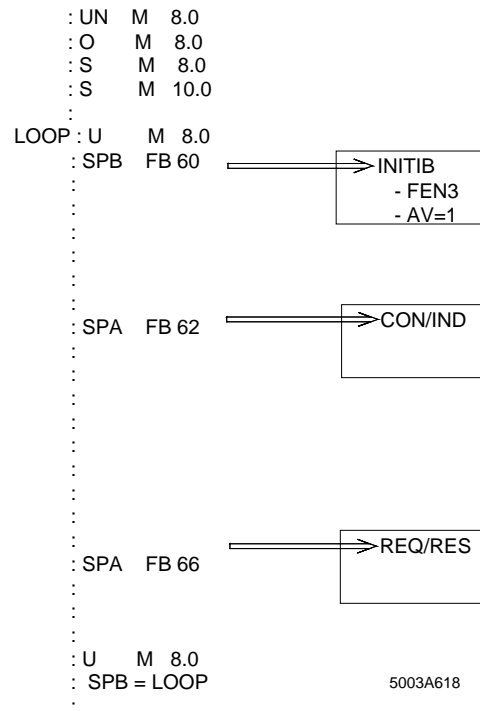 : UN M 8.0
: O M 8.0
: S M 8.0
: S M 10.0
:
LOOP : U M 8.0
: SPB FB 60 INITIB
: - FEN3
: - AV=1
:
:
:
:
:
: SPA FB 62 CON/IND
:
:
:
:
:
:
:
:
:
: SPA FB 66 REQ/RES
:
:
:
: U M 8.0
: SPB = LOOP 5003A618
: